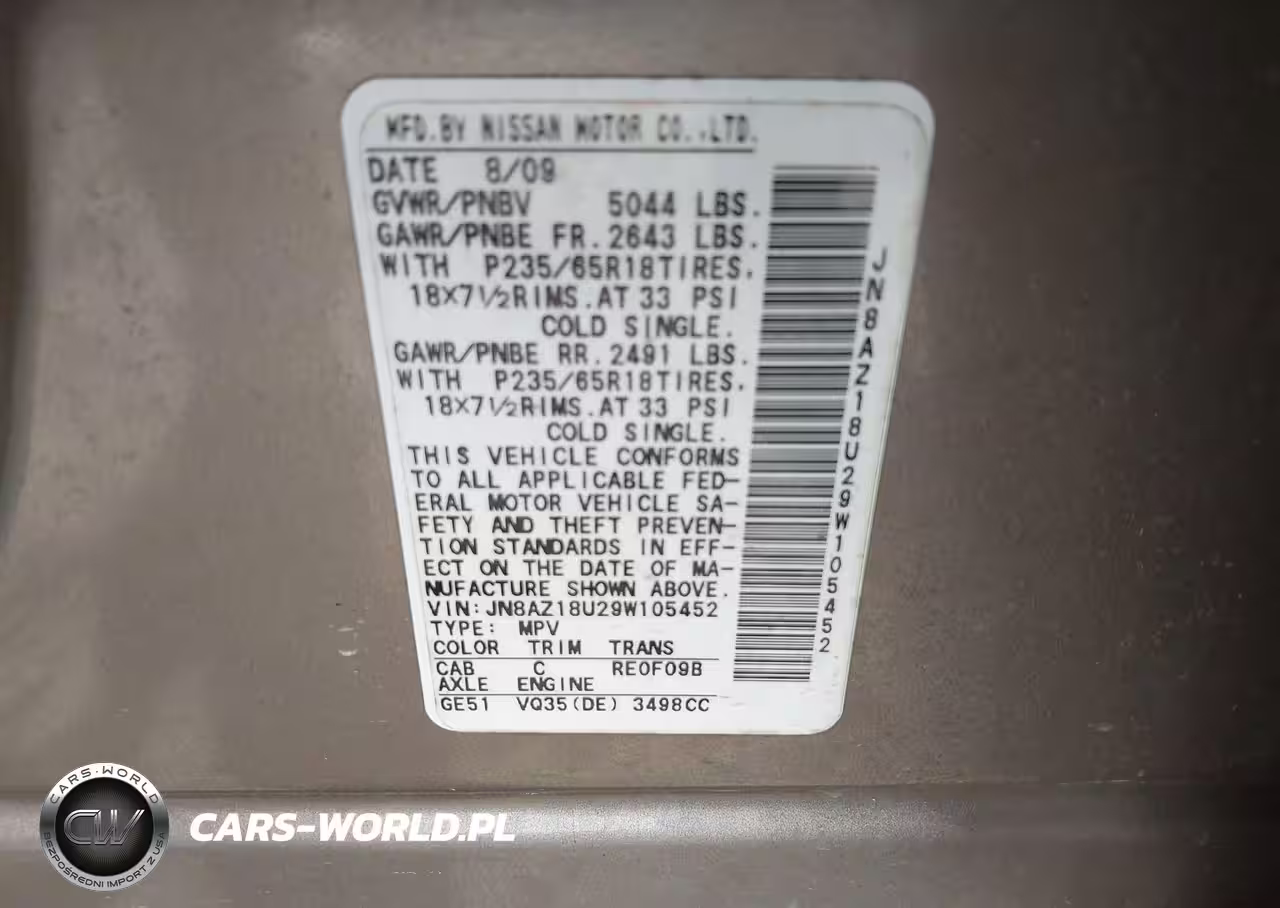 MFD.BY NISSAN MOTOR CO.,LTD.
DATE 8/09
GVWR/PNBV 5044 LBS.
GAWR/PNBE FR.2643 LBS.
WITH P235/65R18TIRES.
18×7½RIMS.AT 33 PSI
COLD SINGLE.
GAWR/PNBE RR.2491 LBS.
WITH P235/65R18TIRES.
18×7½RIMS.AT 33 PSI
COLD SINGLE.
THIS VEHICLE CONFORMS
TO ALL APPLICABLE FED-
ERAL MOTOR VEHICLE SA-
FETY AND THEFT PREVEN-
TION STANDARDS IN EFF-
ECT ON THE DATE OF MA-
NUFACTURE SHOWN ABOVE.
VIN:JN8AZ18U29W105452
TYPE: MPV
COLOR TRIM TRANS
CAB C RE0F09B
AXLE ENGINE
GE51 VQ35(DE) 3498CC
JN8AZ18U29W105452
CARS-WORLD
CW
BEZPOŚREDNI IMPORT Z USA
CARS-WORLD.PL